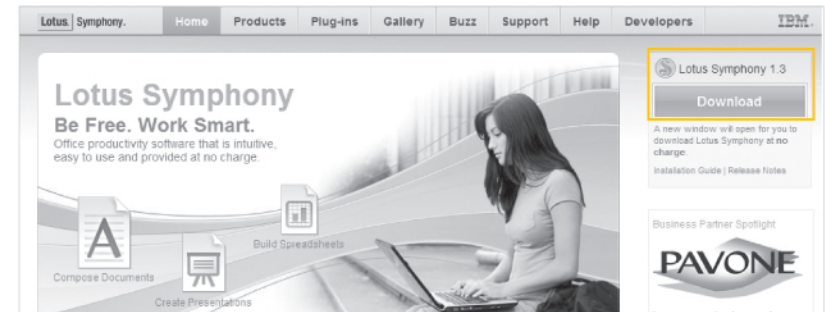 Lotus. Symphony.
Home
Products
Plug-ins
Gallery
Buzz
Support
Help
Developers
IBM.
Lotus Symphony
Be Free. Work Smart.
Office productivity software that is intuitive,
easy to use and provided at no charge.
Compose Documents
Create Presentations
Build Spreadsheets
Lotus Symphony 1.3
Download
A new window will open for you to
download Lotus Symphony at no
charge.
Installation Guide | Release Notes
Business Partner Spotlight
PAVONE